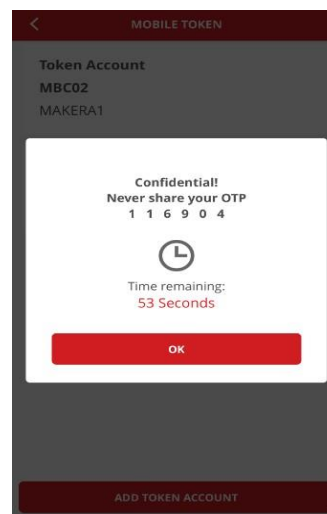 MOBILE TOKEN
Token Account
MBC02
MAKERA1
Confidential!
Never share your OTP
1 1 6 9 0 4
Time remaining:
53 Seconds
OK
ADD TOKEN ACCOUNT